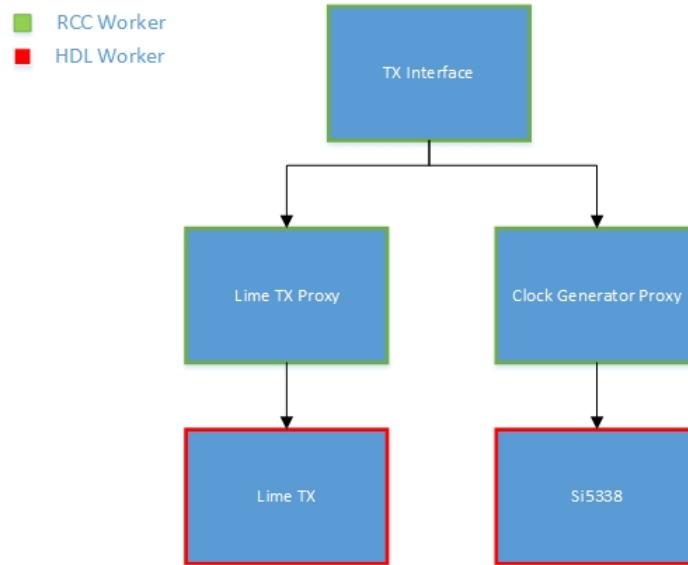 RCC Worker
HDL Worker
TX Interface
Lime TX Proxy
Clock Generator Proxy
Lime TX
Si5338